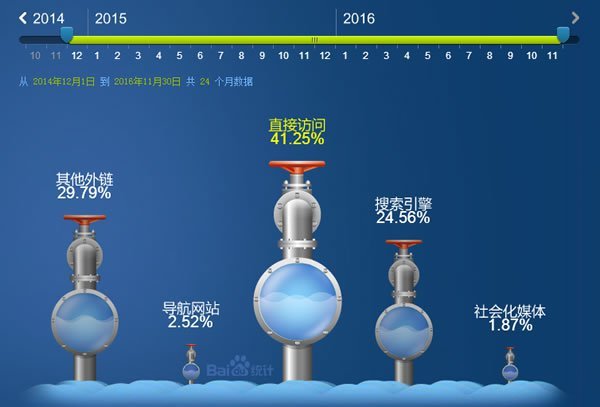 2014 2015 2016
10 11 12 1 2 3 4 5 6 7 8 9 10 11 12 1 2 3 4 5 6 7 8 9 10 11
从 2014年12月1日 到 2016年11月30日 共 24 个月数据
直接访问
41.25%
其他外链
29.79%
搜索引擎
24.56%
导航网站
2.52%
社会化媒体
1.87%
Bai 统计